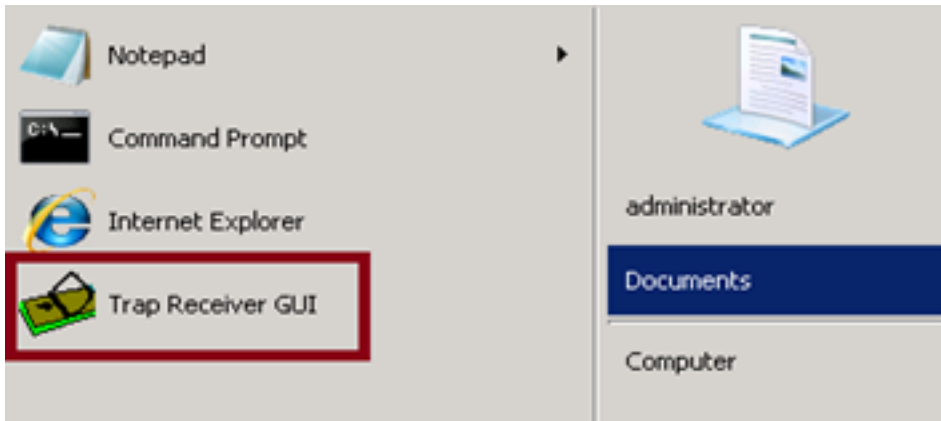 Notepad
C:\_
Command Prompt
Internet Explorer
Trap Receiver GUI
administrator
Documents
Computer